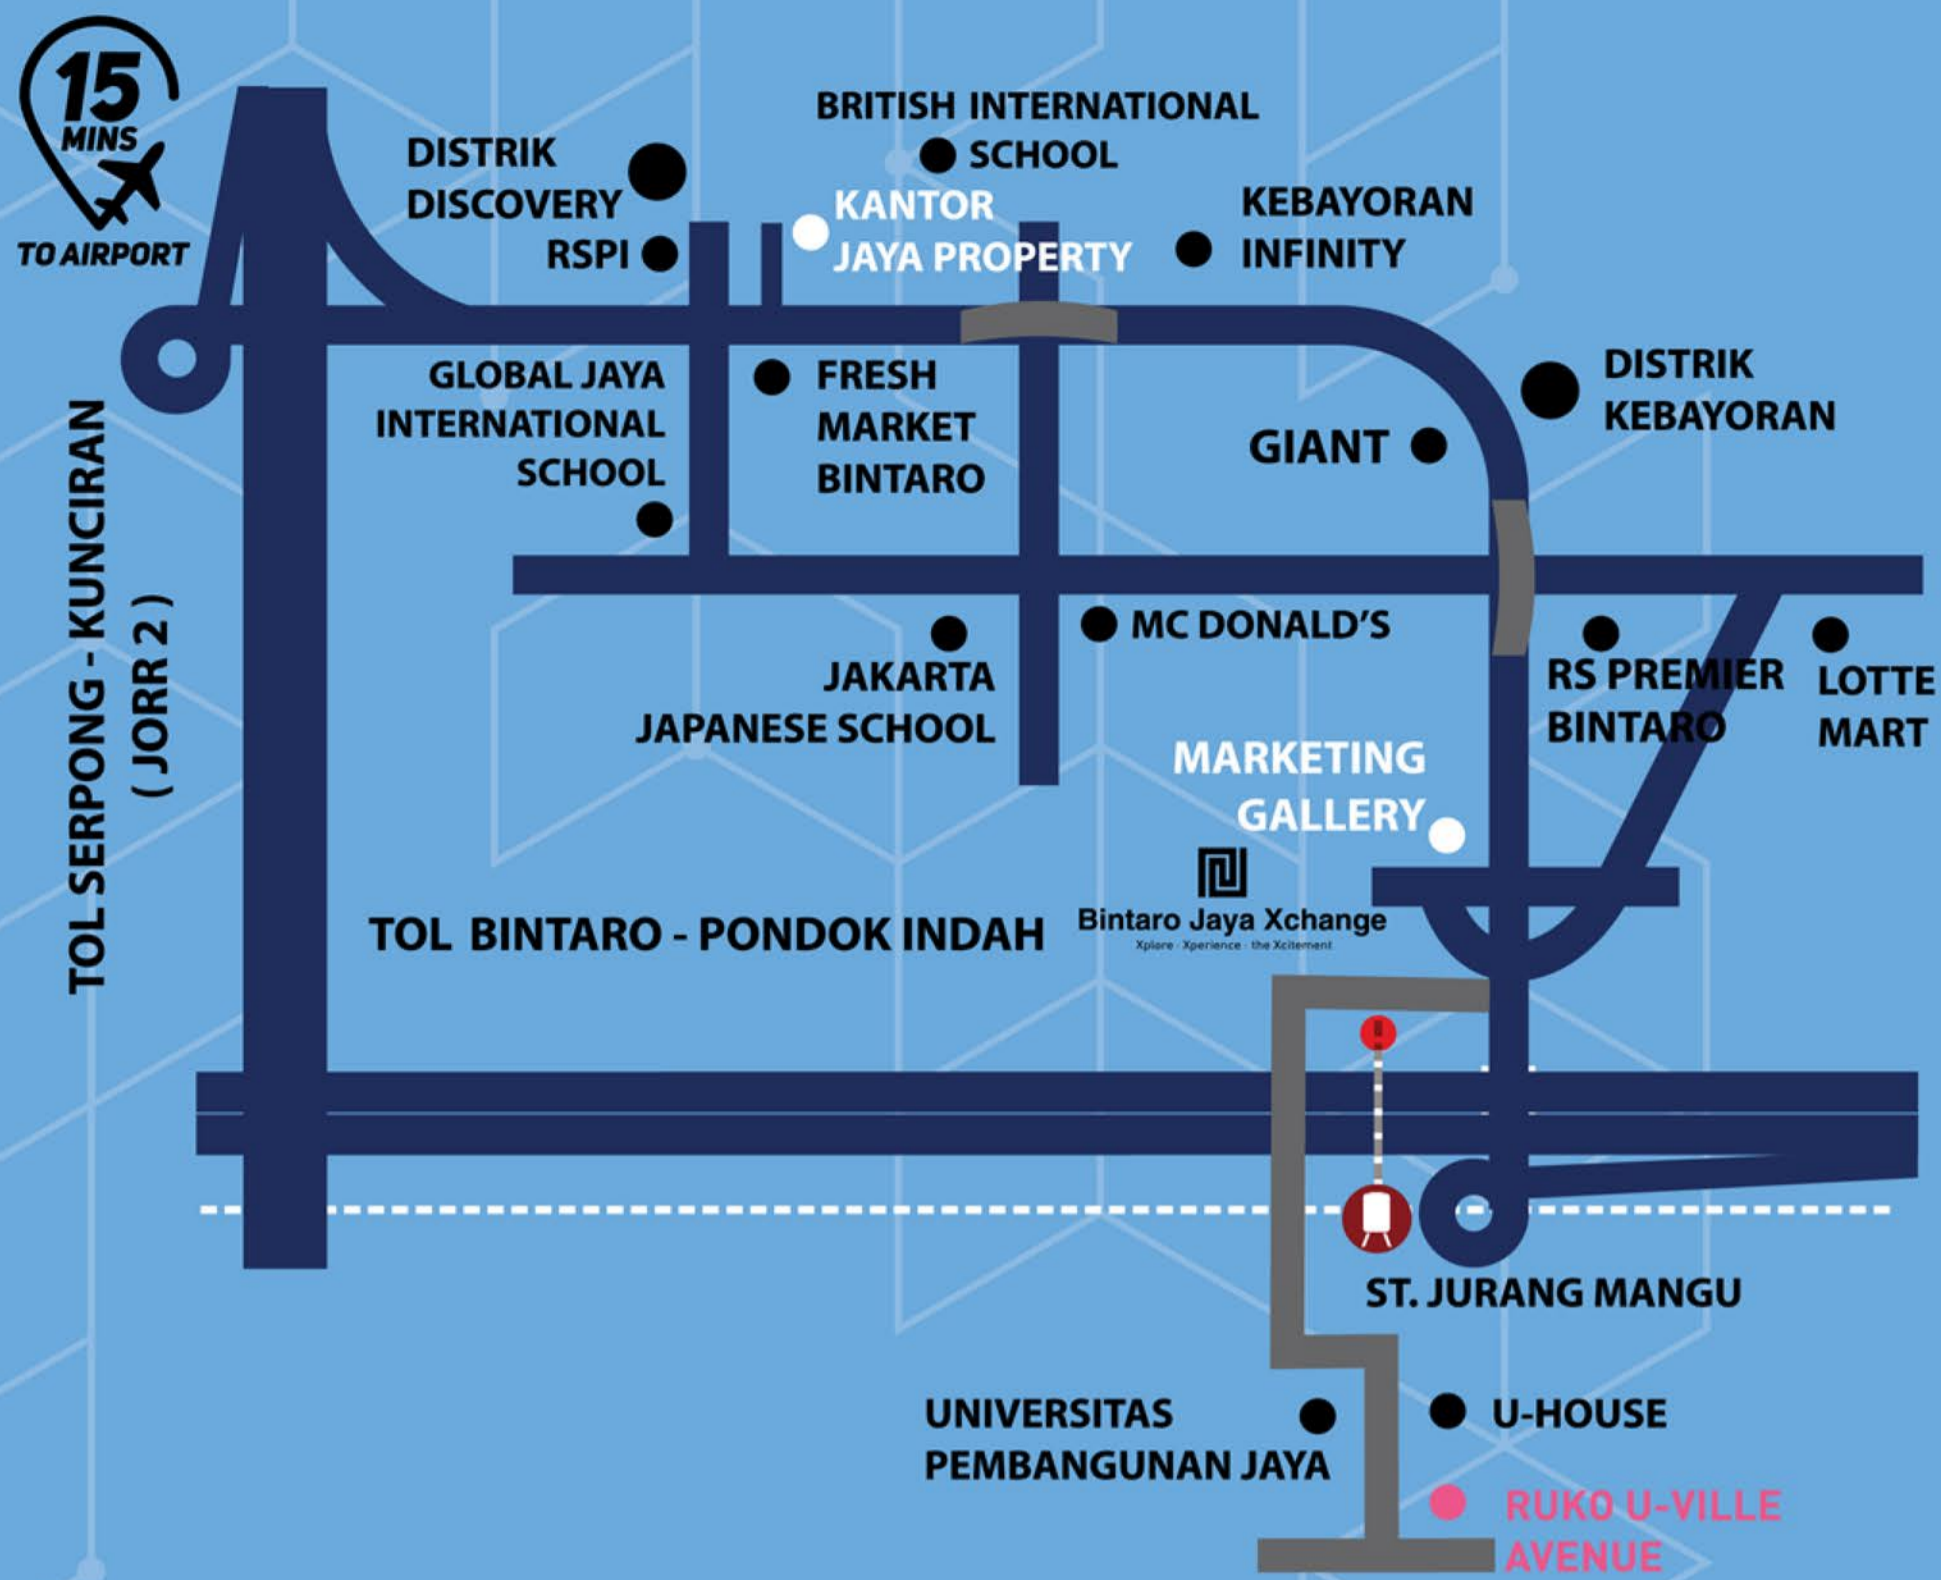 15
MINS
TO AIRPORT
DISTRIK
DISCOVERY
RSPI
BRITISH INTERNATIONAL
SCHOOL
KANTOR
JAYA PROPERTY
KEBAYORAN
INFINITY
GLOBAL JAYA
INTERNATIONAL
SCHOOL
FRESH
MARKET
BINTARO
GIANT
DISTRIK
KEBAYORAN
TOL SERPONG - KUNCIRAN
( JORR 2 )
JAKARTA
JAPANESE SCHOOL
MC DONALD'S
RS PREMIER
BINTARO
LOTTE
MART
MARKETING
GALLERY
TOL BINTARO - PONDOK INDAH
Bintaro Jaya Xchange
Xplore · Xperience · the Xcitement
ST. JURANG MANGU
UNIVERSITAS
PEMBANGUNAN JAYA
U-HOUSE
RUKO U-VILLE
AVENUE